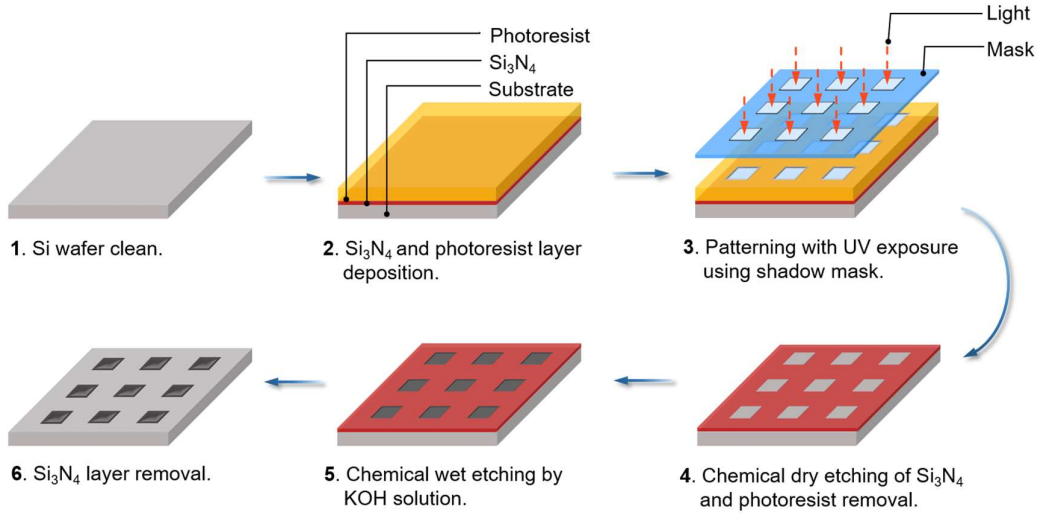 Photoresist
Si₃N₄
Substrate
Light
Mask
1. Si wafer clean.
2. Si₃N₄ and photoresist layer
deposition.
3. Patterning with UV exposure
using shadow mask.
6. Si₃N₄ layer removal.
5. Chemical wet etching by
KOH solution.
4. Chemical dry etching of Si₃N₄
and photoresist removal.